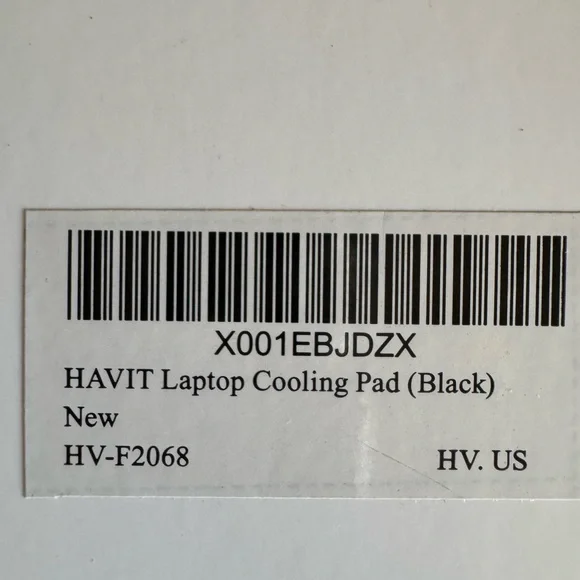 X001EBJDZX
HAVIT Laptop Cooling Pad (Black)
New
HV-F2068 HV. US